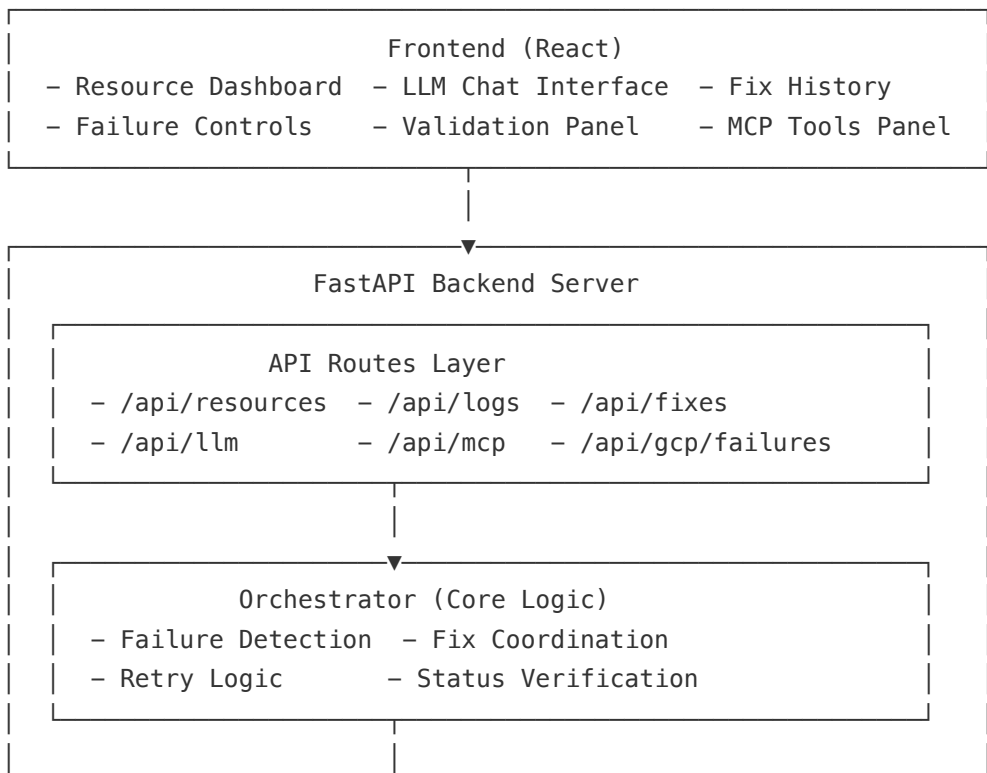 Frontend (React)
– Resource Dashboard – LLM Chat Interface – Fix History
– Failure Controls – Validation Panel – MCP Tools Panel
FastAPI Backend Server
API Routes Layer
– /api/resources – /api/logs – /api/fixes
– /api/llm – /api/mcp – /api/gcp/failures
Orchestrator (Core Logic)
– Failure Detection – Fix Coordination
– Retry Logic – Status Verification